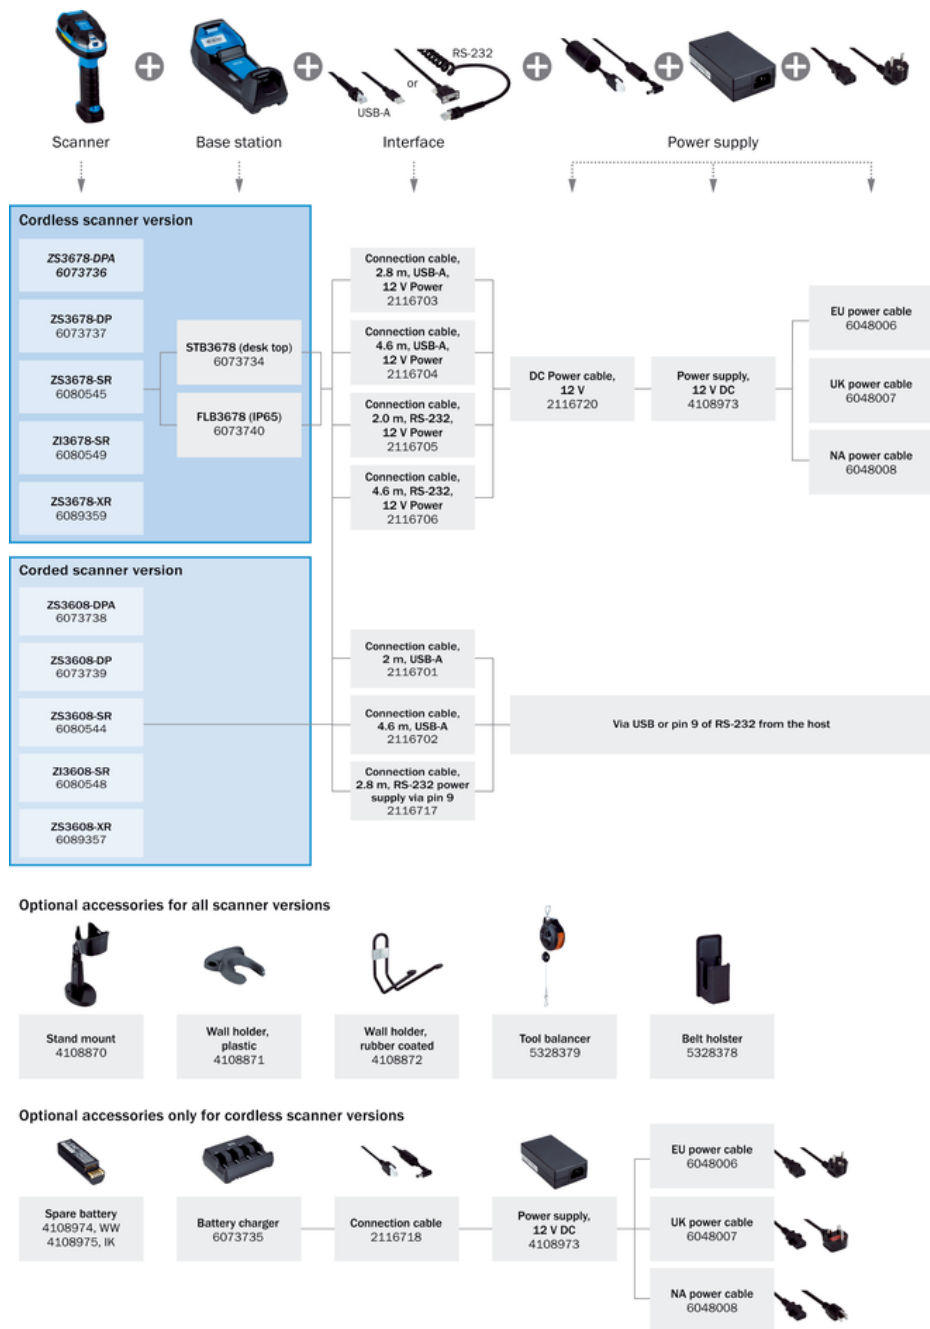 RS-232
or
USB-A
Scanner
Base station
Interface
Power supply
Cordless scanner version
ZS3678-DPA
6073736
ZS3678-DP
6073737
ZS3678-SR
6080545
ZI3678-SR
6080549
ZS3678-XR
6089359
STB3678 (desk top)
6073734
FLB3678 (IP65)
6073740
Connection cable,
2.8 m, USB-A,
12 V Power
2116703
Connection cable,
4.6 m, USB-A,
12 V Power
2116704
Connection cable,
2.0 m, RS-232,
12 V Power
2116705
Connection cable,
4.6 m, RS-232,
12 V Power
2116706
DC Power cable,
12 V
2116720
Power supply,
12 V DC
4108973
EU power cable
6048006
UK power cable
6048007
NA power cable
6048008
Corded scanner version
ZS3608-DPA
6073738
ZS3608-DP
6073739
ZS3608-SR
6080544
ZI3608-SR
6080548
ZS3608-XR
6089357
Connection cable,
2 m, USB-A
2116701
Connection cable,
4.6 m, USB-A
2116702
Connection cable,
2.8 m, RS-232 power
supply via pin 9
2116717
Via USB or pin 9 of RS-232 from the host
Optional accessories for all scanner versions
Stand mount
4108870
Wall holder,
plastic
4108871
Wall holder,
rubber coated
4108872
Tool balancer
5328379
Belt holster
5328378
Optional accessories only for cordless scanner versions
Spare battery
4108974, WW
4108975, IK
Battery charger
6073735
Connection cable
2116718
Power supply,
12 V DC
4108973
EU power cable
6048006
UK power cable
6048007
NA power cable
6048008